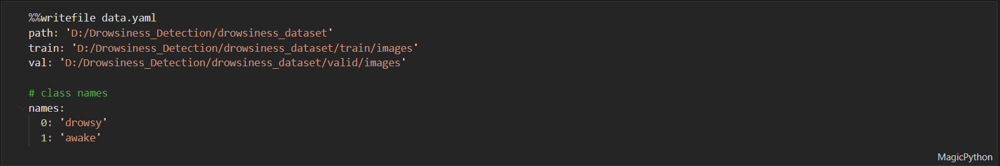 %%writefile data.yaml
path: 'D:/Drowsiness_Detection/drowsiness_dataset'
train: 'D:/Drowsiness_Detection/drowsiness_dataset/train/images'
val: 'D:/Drowsiness_Detection/drowsiness_dataset/valid/images'

# class names
names:
  0: 'drowsy'
  1: 'awake'
MagicPython